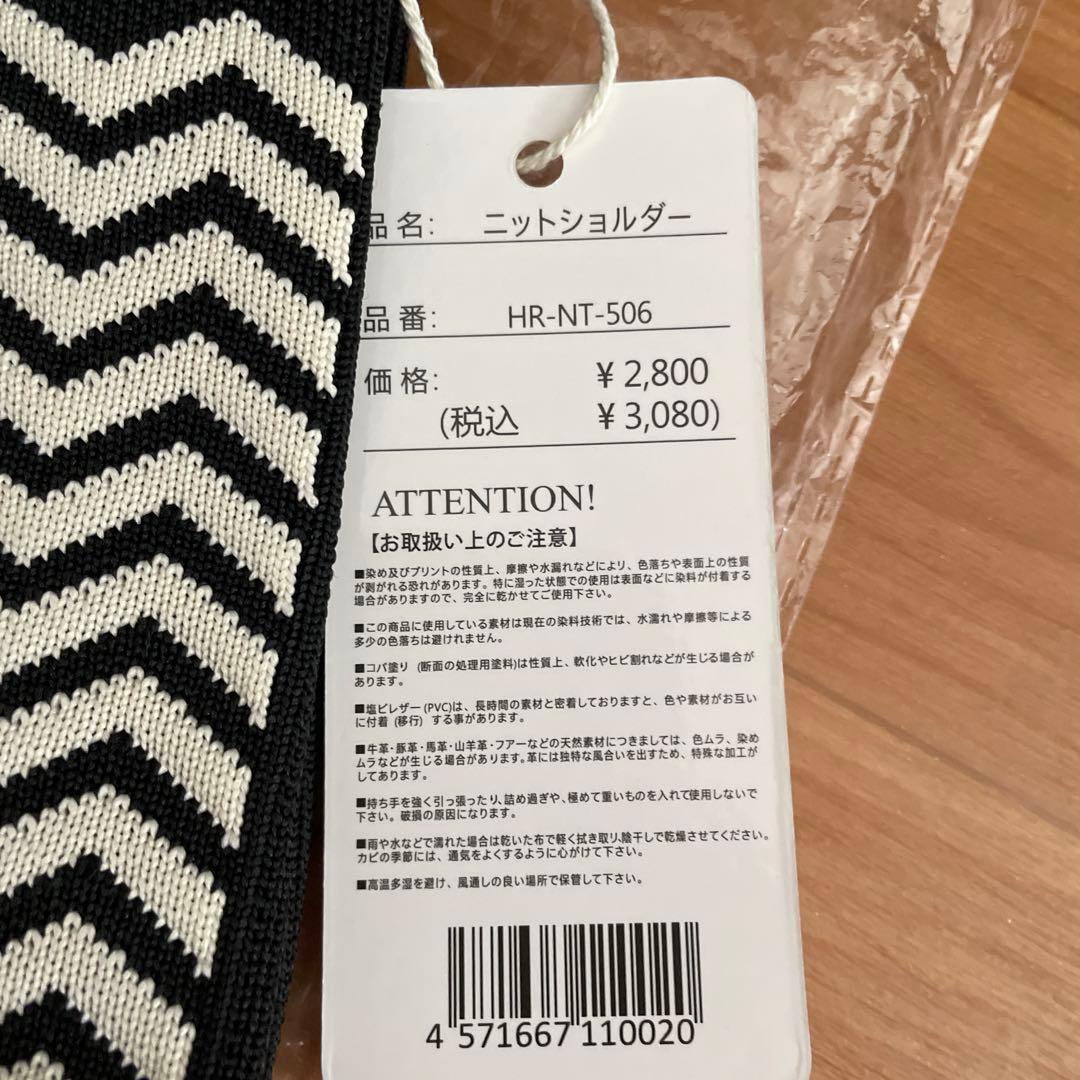 品名: ニットショルダー
品番: HR-NT-506
価格: ¥2,800
(税込 ¥3,080)
ATTENTION!
【お取扱い上のご注意】
■染め及びプリントの性質上、摩擦や水漏れなどにより、色落ちや表面上の性質
が剥がれる恐れがあります。特に湿った状態での使用は表面などに染料が付着する
場合がありますので、完全に乾かせてご使用下さい。
■この商品に使用している素材は現在の染料技術では、水濡れや摩擦等による
多少の色落ちは避けれません。
■コバ塗り (断面の処理用塗料)は性質上、軟化やヒビ割れなどが生じる場合が
あります。
■塩ビレザー(PVC)は、長時間の素材と密着しておりますと、色や素材がお互い
に付着 (移行) する事があります。
■牛革・豚革・馬革・山羊革・フアーなどの天然素材につきましては、色ムラ、染め
ムラなどが生じる場合があります。革には独特な風合いを出すため、特殊な加工が
してあります。
■持ち手を強く引っ張ったり、詰め過ぎや、極めて重いものを入れて使用しないで
下さい。破損の原因になります。
■雨や水などで濡れた場合は乾いた布で軽く拭き取り、陰干しで乾燥させてください。
カビの季節には、通気をよくするように心がけて下さい。
■高温多湿を避け、風通しの良い場所で保管して下さい。
4 571667 110020